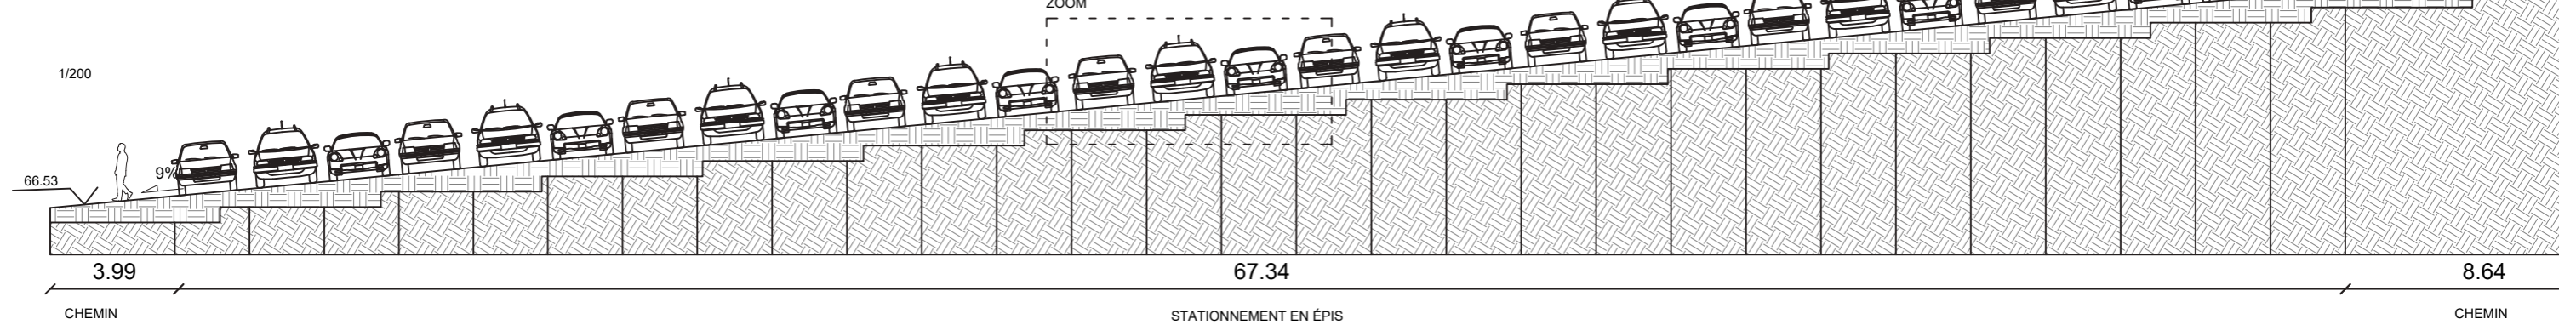 ZOOM
1/200
9%
66.53
3.99
67.34
8.64
CHEMIN
STATIONNEMENT EN ÉPIS
CHEMIN